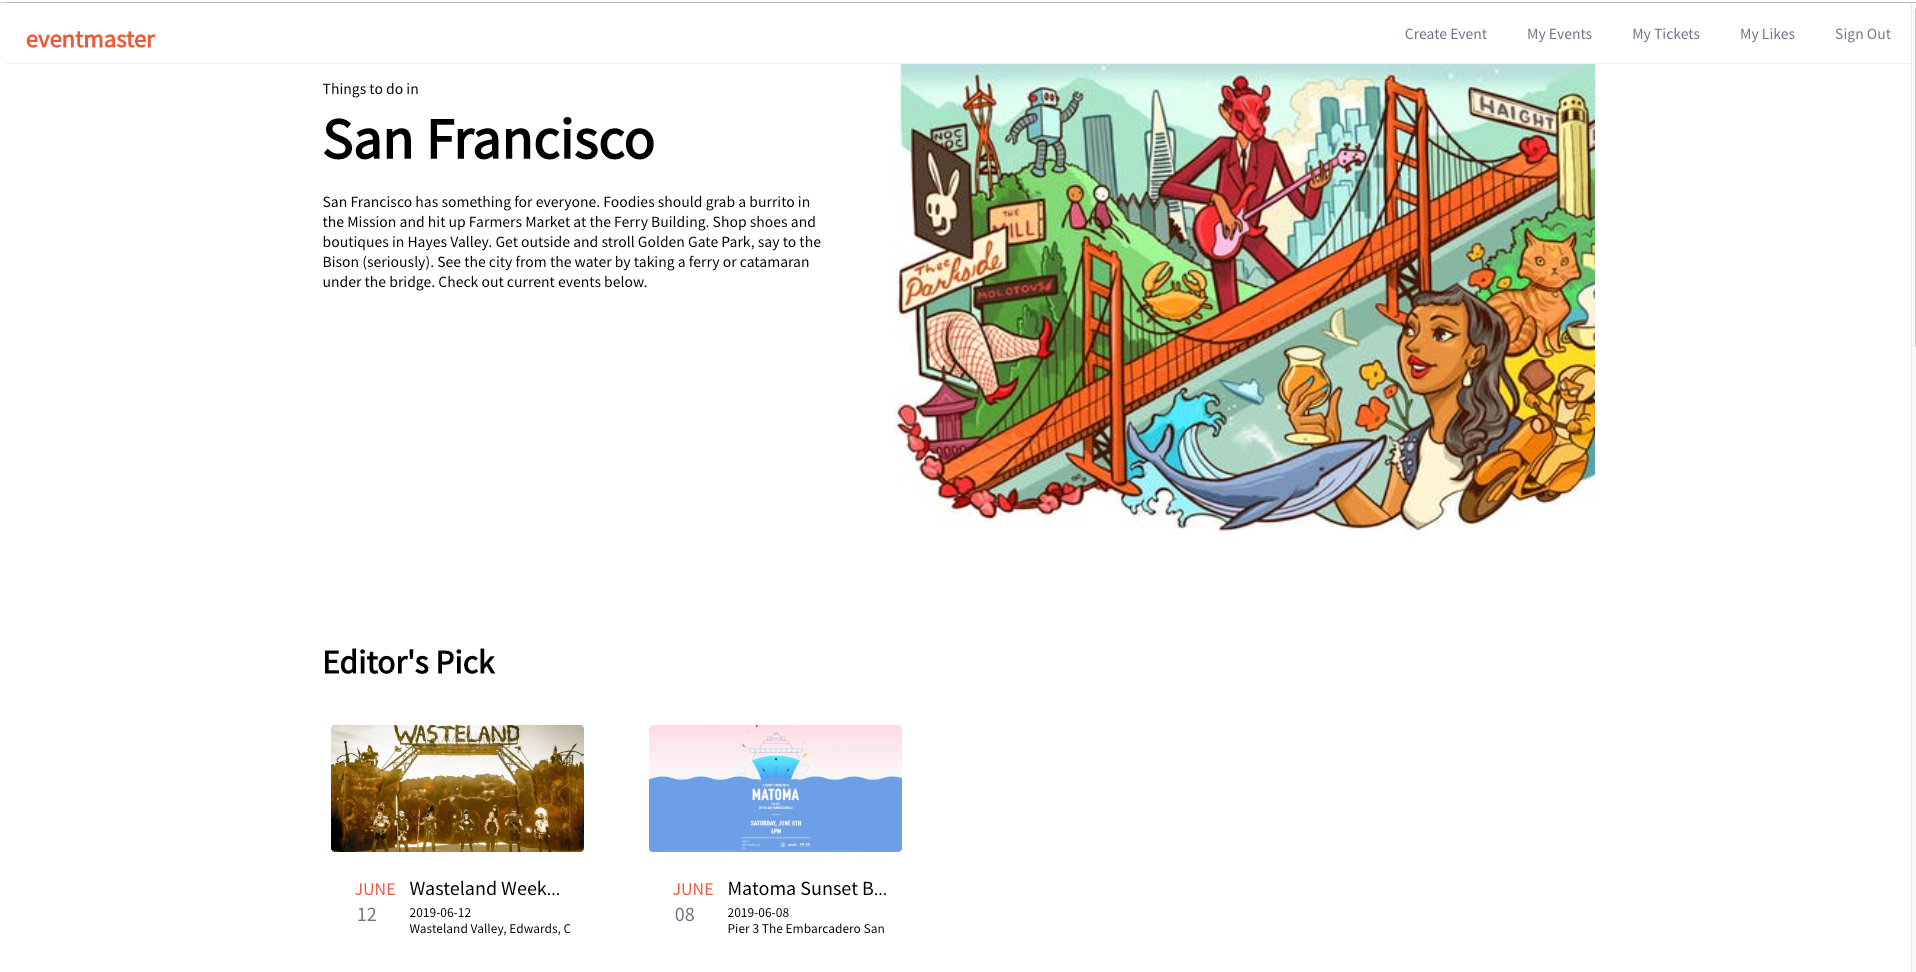 eventmaster
Create Event My Events My Tickets My Likes Sign Out
Things to do in
San Francisco
San Francisco has something for everyone. Foodies should grab a burrito in
the Mission and hit up Farmers Market at the Ferry Building. Shop shoes and
boutiques in Hayes Valley. Get outside and stroll Golden Gate Park, say to the
Bison (seriously). See the city from the water by taking a ferry or catamaran
under the bridge. Check out current events below.
HAIGHT
NOC
THE
MILL
Thee
Parkside
MOLOTOVS
Editor's Pick
WASTELAND
MATOMA
SATURDAY, JUNE 8TH
6PM
JUNE
12
Wasteland Week...
2019-06-12
Wasteland Valley, Edwards, C
JUNE
08
Matoma Sunset B...
2019-06-08
Pier 3 The Embarcadero San